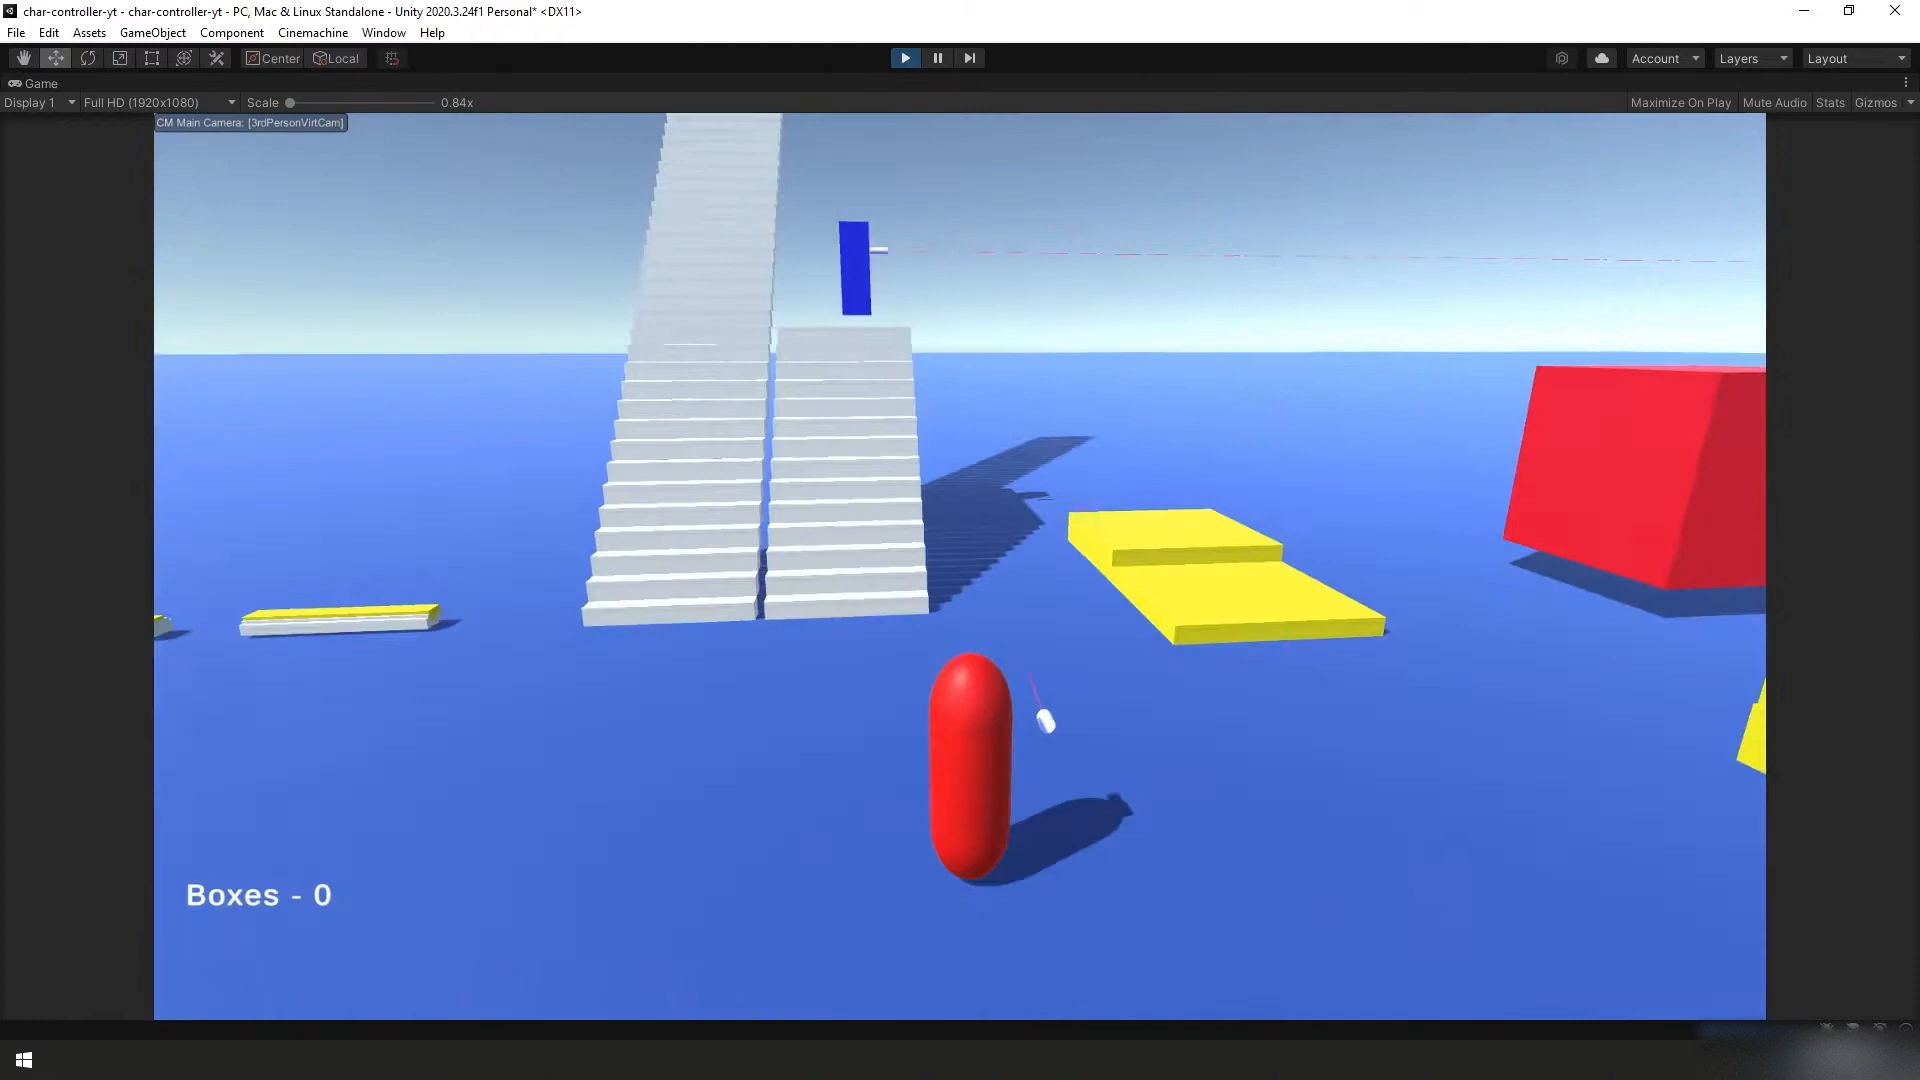 char-controller-yt - char-controller-yt - PC, Mac & Linux Standalone - Unity 2020.3.24f1 Personal* <DX11>
File Edit Assets GameObject Component Cinemachine Window Help
Center Local Account Layers Layout
Game
Display 1 Full HD (1920x1080) Scale 0.84x Maximize On Play Mute Audio Stats Gizmos
CM Main Camera: [3rdPersonVirtCam]
Boxes - 0